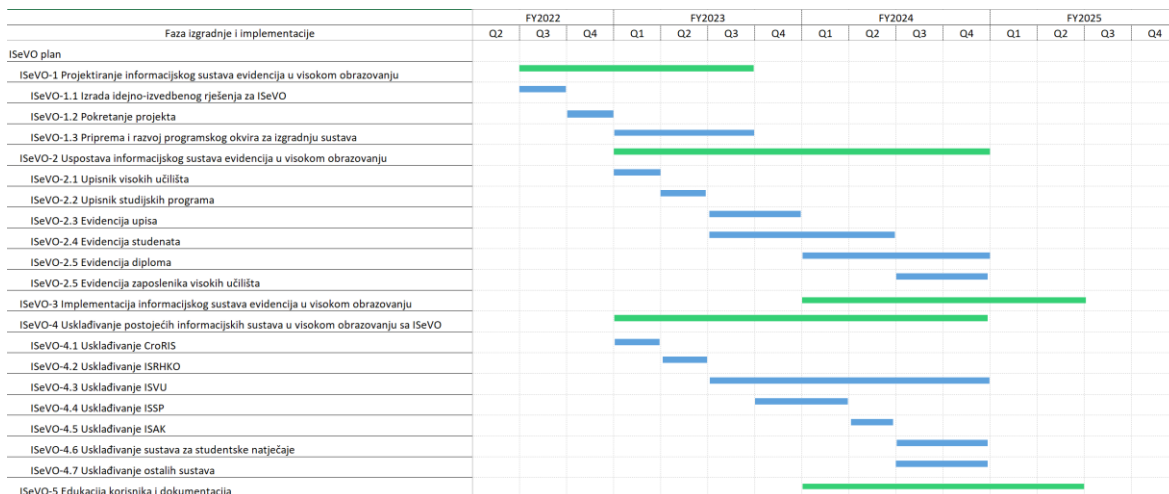 FY2022 FY2023 FY2024 FY2025
Faza izgradnje i implementacije Q2 Q3 Q4 Q1 Q2 Q3 Q4 Q1 Q2 Q3 Q4 Q1 Q2 Q3 Q4
ISeVO plan
ISeVO-1 Projektiranje informacijskog sustava evidencija u visokom obrazovanju
ISeVO-1.1 Izrada idejno-izvedbenog rješenja za ISeVO
ISeVO-1.2 Pokretanje projekta
ISeVO-1.3 Priprema i razvoj programskog okvira za izgradnju sustava
ISeVO-2 Uspostava informacijskog sustava evidencija u visokom obrazovanju
ISeVO-2.1 Upisnik visokih učilišta
ISeVO-2.2 Upisnik studijskih programa
ISeVO-2.3 Evidencija upisa
ISeVO-2.4 Evidencija studenata
ISeVO-2.5 Evidencija diploma
ISeVO-2.5 Evidencija zaposlenika visokih učilišta
ISeVO-3 Implementacija informacijskog sustava evidencija u visokom obrazovanju
ISeVO-4 Usklađivanje postojećih informacijskih sustava u visokom obrazovanju sa ISeVO
ISeVO-4.1 Usklađivanje CroRIS
ISeVO-4.2 Usklađivanje ISRHKO
ISeVO-4.3 Usklađivanje ISVU
ISeVO-4.4 Usklađivanje ISSP
ISeVO-4.5 Usklađivanje ISAK
ISeVO-4.6 Usklađivanje sustava za studentske natječaje
ISeVO-4.7 Usklađivanje ostalih sustava
ISeVO-5 Edukacija korisnika i dokumentacija